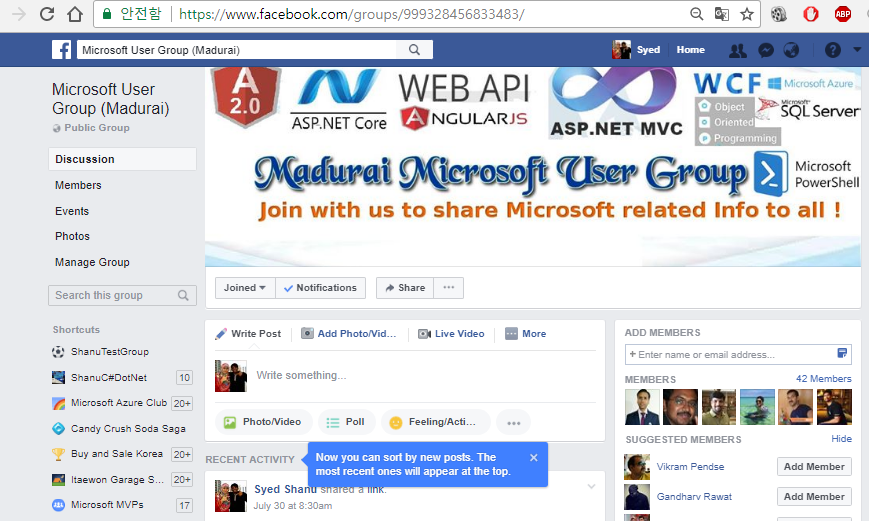 안전함
https://www.facebook.com/groups/999328456833483/
ABP
Microsoft User Group (Madurai)
Syed
Home
Microsoft User
Group (Madurai)
Public Group
Discussion
Members
Events
Photos
Manage Group
Search this group
Shortcuts
ShanuTestGroup
ShanuC#DotNet 10
Microsoft Azure Club 20+
Candy Crush Soda Saga
Buy and Sale Korea 20+
Itaewon Garage S... 20+
Microsoft MVPs 17
A
2.0
ASP.NET Core
WEB API
ANGULARJS
ASP.NET MVC
WCF
Microsoft Azure
Object
Oriented
Programming
Microsoft
SQL Server
Madurai Microsoft User Group
Microsoft
PowerShell
Join with us to share Microsoft related Info to all !
Joined
Notifications
Share
Write Post
Add Photo/Vid...
Live Video
More
Write something...
Photo/Video
Poll
Feeling/Acti...
RECENT ACTIVITY
Now you can sort by new posts. The
most recent ones will appear at the top.
Syed Shanu shared a link.
July 30 at 8:30am
ADD MEMBERS
+ Enter name or email address...
MEMBERS
42 Members
SUGGESTED MEMBERS
Hide
Vikram Pendse
Add Member
Gandharv Rawat
Add Member